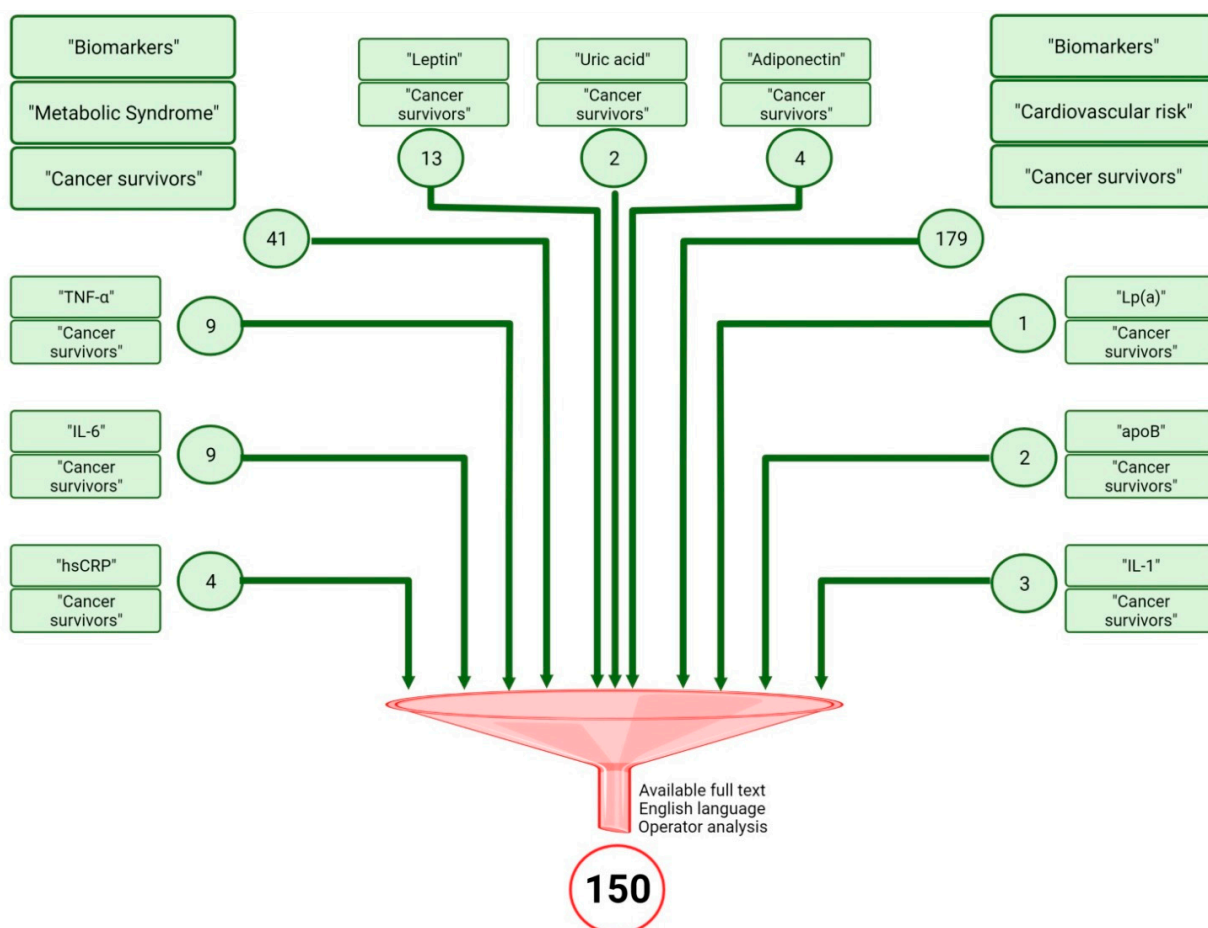 "Biomarkers"
"Metabolic Syndrome"
"Cancer survivors"
41
"Leptin"
"Cancer
survivors"
13
"Uric acid"
"Cancer
survivors"
2
"Adiponectin"
"Cancer
survivors"
4
"Biomarkers"
"Cardiovascular risk"
"Cancer survivors"
179
"TNF-α"
"Cancer
survivors"
9
"IL-6"
"Cancer
survivors"
9
"hsCRP"
"Cancer
survivors"
4
"Lp(a)"
"Cancer
survivors"
1
"apoB"
"Cancer
survivors"
2
"IL-1"
"Cancer
survivors"
3
Available full text
English language
Operator analysis
150